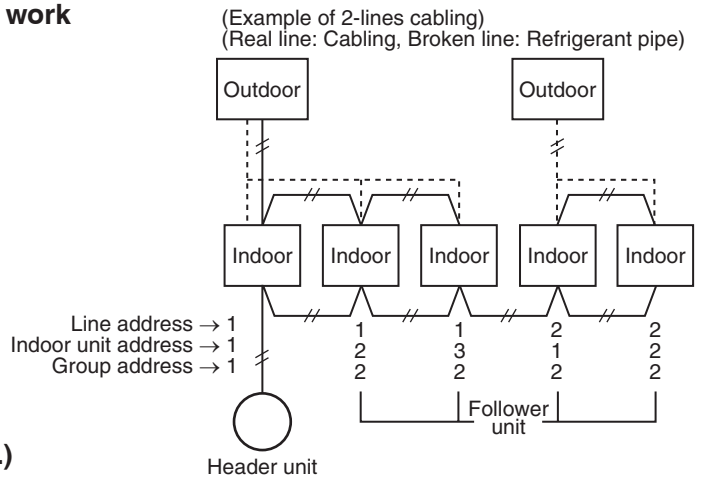 work
(Example of 2-lines cabling)
(Real line: Cabling, Broken line: Refrigerant pipe)
Outdoor Outdoor
Indoor Indoor Indoor Indoor Indoor
Line address → 1 1 1 2 2
Indoor unit address → 1 2 3 1 2
Group address → 1 2 2 2 2
Follower
unit
.)
Header unit